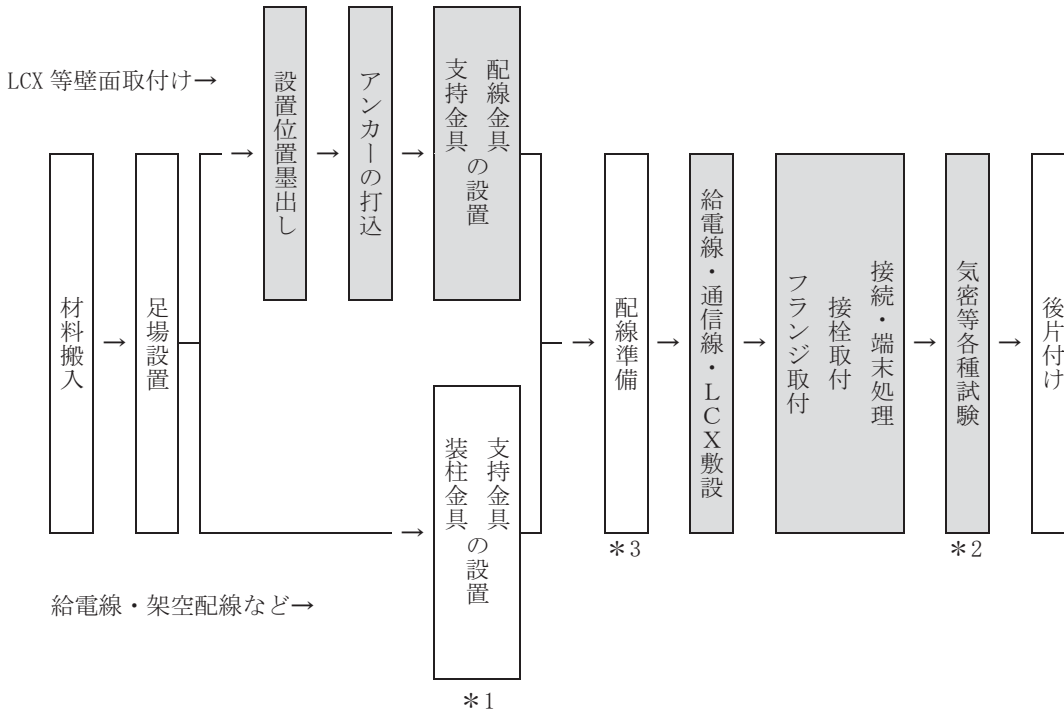 LCX 等壁面取付け→
材料搬入
→
足場設置
→
設置位置墨出し
→
アンカーの打込
→
配線金具
支持金具
の設置
給電線・架空配線など→
→
支持金具
装柱金具
の設置
＊1
→
配線準備
＊3
→
給電線・通信線・ＬＣＸ敷設
→
接続・端末処理
接栓取付
フランジ取付
→
気密等各種試験
＊2
→
後片付け